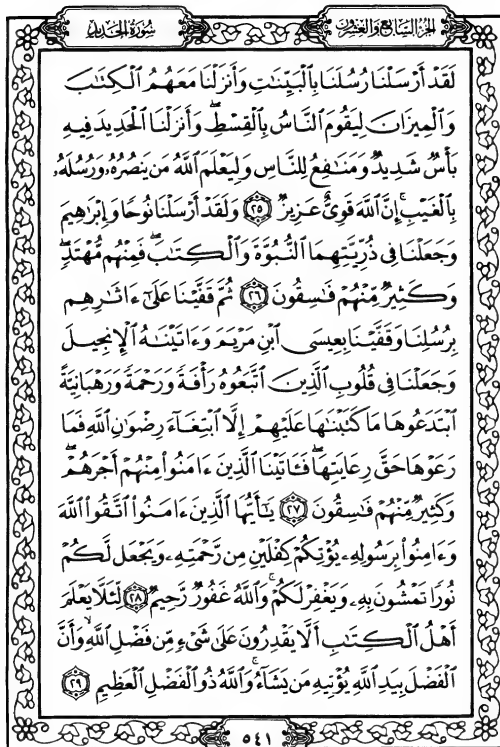 الجزء السابع والعشرون
سورة الحديد
لَقَدْ أَرْسَلْنَا رُسُلَنَا بِالْبَيِّنَٰتِ وَأَنزَلْنَا مَعَهُمُ الْكِتَٰبَ
وَالْمِيزَانَ لِيَقُومَ النَّاسُ بِالْقِسْطِ ۖ وَأَنزَلْنَا الْحَدِيدَ فِيهِ
بَأْسٌ شَدِيدٌ وَمَنَٰفِعُ لِلنَّاسِ وَلِيَعْلَمَ اللَّهُ مَن يَنصُرُهُۥ وَرُسُلَهُۥ
بِالْغَيْبِ ۚ إِنَّ اللَّهَ قَوِيٌّ عَزِيزٌ ٢٥ وَلَقَدْ أَرْسَلْنَا نُوحًا وَإِبْرَٰهِيمَ
وَجَعَلْنَا فِي ذُرِّيَّتِهِمَا النُّبُوَّةَ وَالْكِتَٰبَ ۖ فَمِنْهُم مُّهْتَدٍ ۖ
وَكَثِيرٌ مِّنْهُمْ فَٰسِقُونَ ٢٦ ثُمَّ قَفَّيْنَا عَلَىٰٓ ءَاثَٰرِهِم
بِرُسُلِنَا وَقَفَّيْنَا بِعِيسَى ابْنِ مَرْيَمَ وَءَاتَيْنَٰهُ الْإِنجِيلَ
وَجَعَلْنَا فِي قُلُوبِ الَّذِينَ اتَّبَعُوهُ رَأْفَةً وَرَحْمَةً وَرَهْبَانِيَّةً
ابْتَدَعُوهَا مَا كَتَبْنَٰهَا عَلَيْهِمْ إِلَّا ابْتِغَآءَ رِضْوَٰنِ اللَّهِ فَمَا
رَعَوْهَا حَقَّ رِعَايَتِهَا ۖ فَـَٔاتَيْنَا الَّذِينَ ءَامَنُوا۟ مِنْهُمْ أَجْرَهُمْ ۖ
وَكَثِيرٌ مِّنْهُمْ فَٰسِقُونَ ٢٧ يَٰٓأَيُّهَا الَّذِينَ ءَامَنُوا۟ اتَّقُوا۟ اللَّهَ
وَءَامِنُوا۟ بِرَسُولِهِۦ يُؤْتِكُمْ كِفْلَيْنِ مِن رَّحْمَتِهِۦ وَيَجْعَل لَّكُمْ
نُورًا تَمْشُونَ بِهِۦ وَيَغْفِرْ لَكُمْ ۚ وَاللَّهُ غَفُورٌ رَّحِيمٌ ٢٨ لِّئَلَّا يَعْلَمَ
أَهْلُ الْكِتَٰبِ أَلَّا يَقْدِرُونَ عَلَىٰ شَىْءٍ مِّن فَضْلِ اللَّهِ ۙ وَأَنَّ
الْفَضْلَ بِيَدِ اللَّهِ يُؤْتِيهِ مَن يَشَآءُ ۚ وَاللَّهُ ذُو الْفَضْلِ الْعَظِيمِ ٢٩
٥٤١